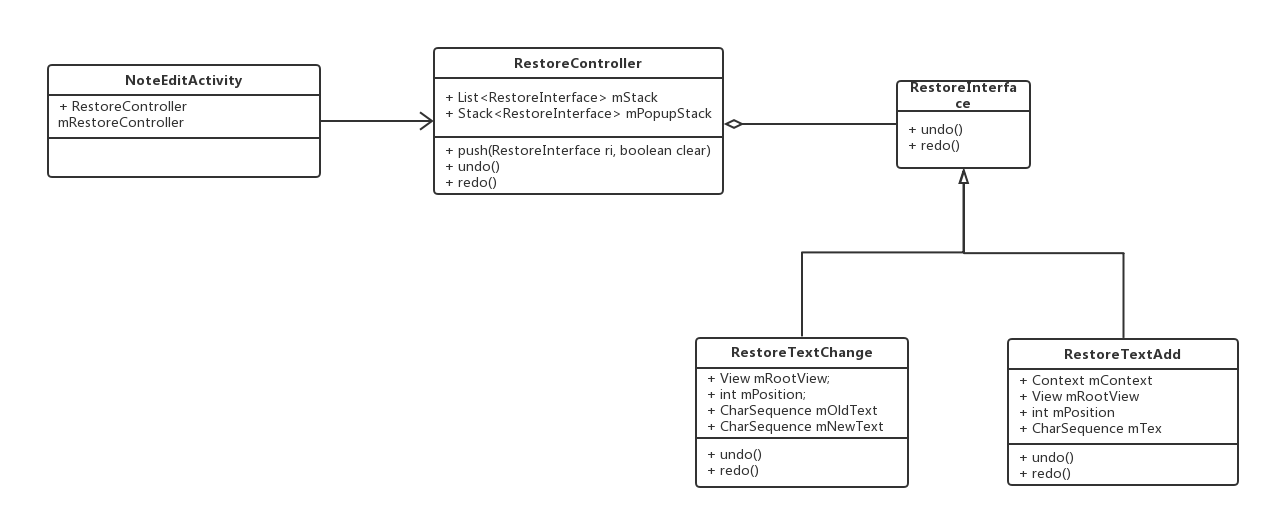 NoteEditActivity
+ RestoreController
mRestoreController
RestoreController
+ List<RestoreInterface> mStack
+ Stack<RestoreInterface> mPopupStack
+ push(RestoreInterface ri, boolean clear)
+ undo()
+ redo()
RestoreInterfa
ce
+ undo()
+ redo()
RestoreTextChange
+ View mRootView;
+ int mPosition;
+ CharSequence mOldText
+ CharSequence mNewText
+ undo()
+ redo()
RestoreTextAdd
+ Context mContext
+ View mRootView
+ int mPosition
+ CharSequence mTex
+ undo()
+ redo()